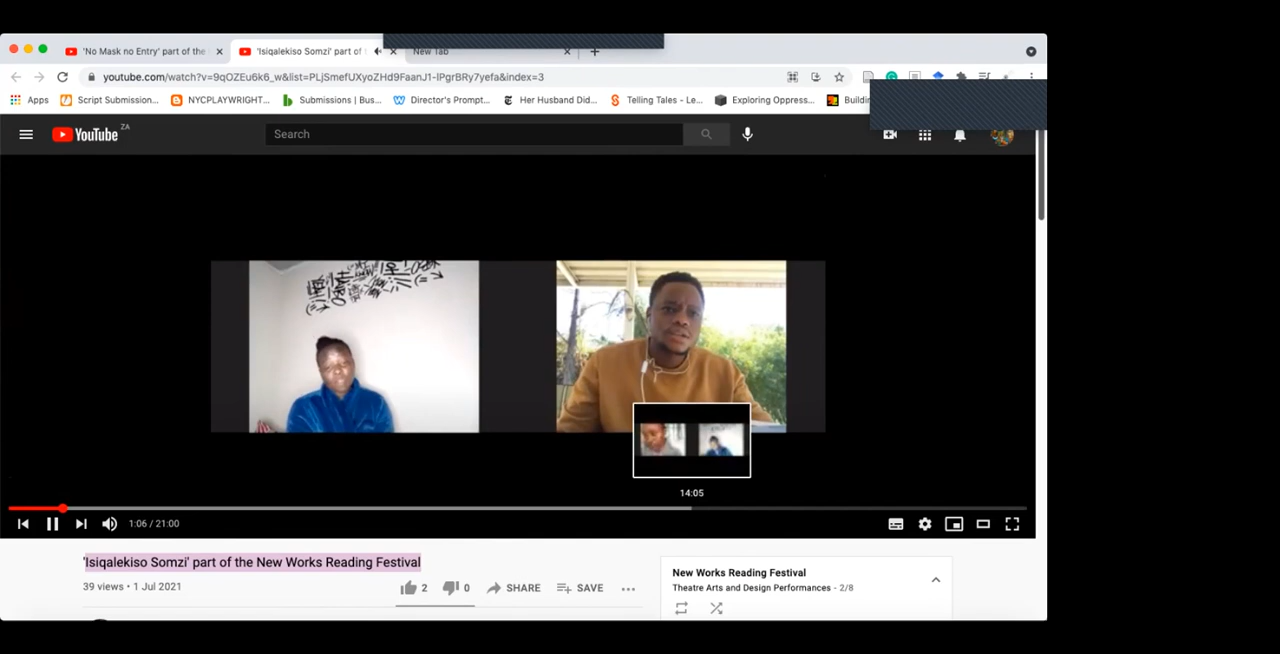 'No Mask no Entry' part of the
'Isiqalekiso Somzi' part of t
New Tab
youtube.com/watch?v=9qOZEu6k6_w&list=PLjSmefUXyoZHd9FaanJ1-IPgrBRy7yefa&index=3
Apps Script Submission... NYCPLAYWRIGHT... Submissions | Bus... Director's Prompt... Her Husband Did... Telling Tales - Le... Exploring Oppress... Buildin
YouTube ZA
Search
14:05
1:06 / 21:00
'Isiqalekiso Somzi' part of the New Works Reading Festival
39 views • 1 Jul 2021
2 0 SHARE SAVE
New Works Reading Festival
Theatre Arts and Design Performances - 2/8